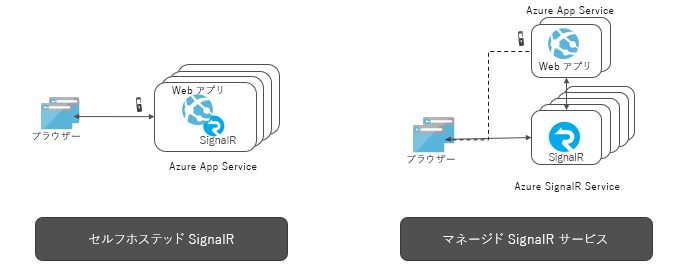 Web アプリ
SignalR
ブラウザー
Azure App Service
セルフホステッド SignalR
Azure App Service
Web アプリ
ブラウザー
SignalR
Azure SignalR Service
マネージド SignalR サービス